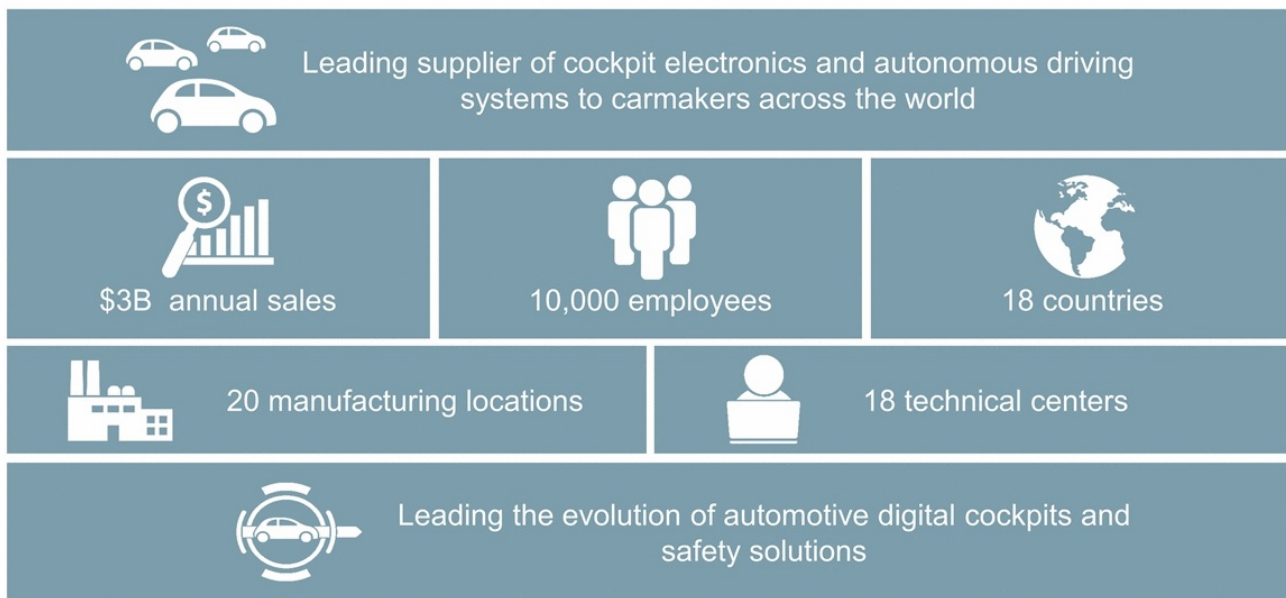 Leading supplier of cockpit electronics and autonomous driving
systems to carmakers across the world
$
$3B annual sales
10,000 employees
18 countries
20 manufacturing locations
18 technical centers
Leading the evolution of automotive digital cockpits and
safety solutions